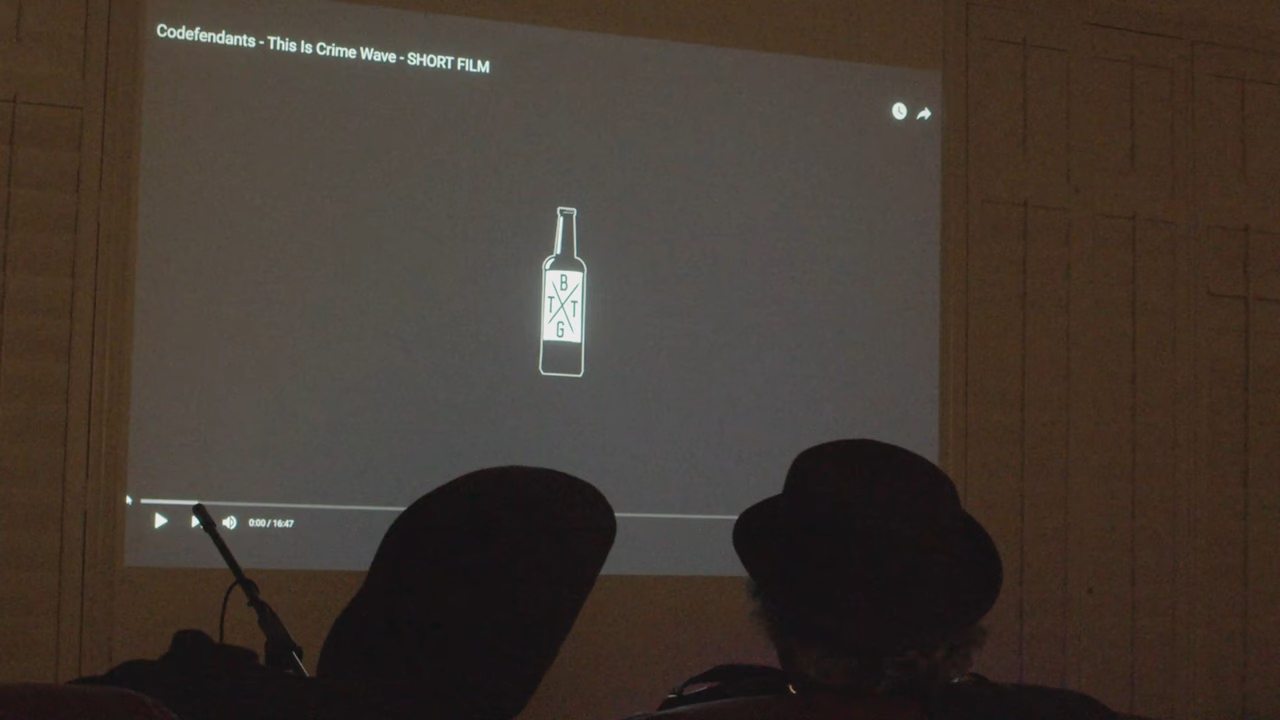 Codefendants - This Is Crime Wave - SHORT FILM
B
T T
G
0:00 / 16:47